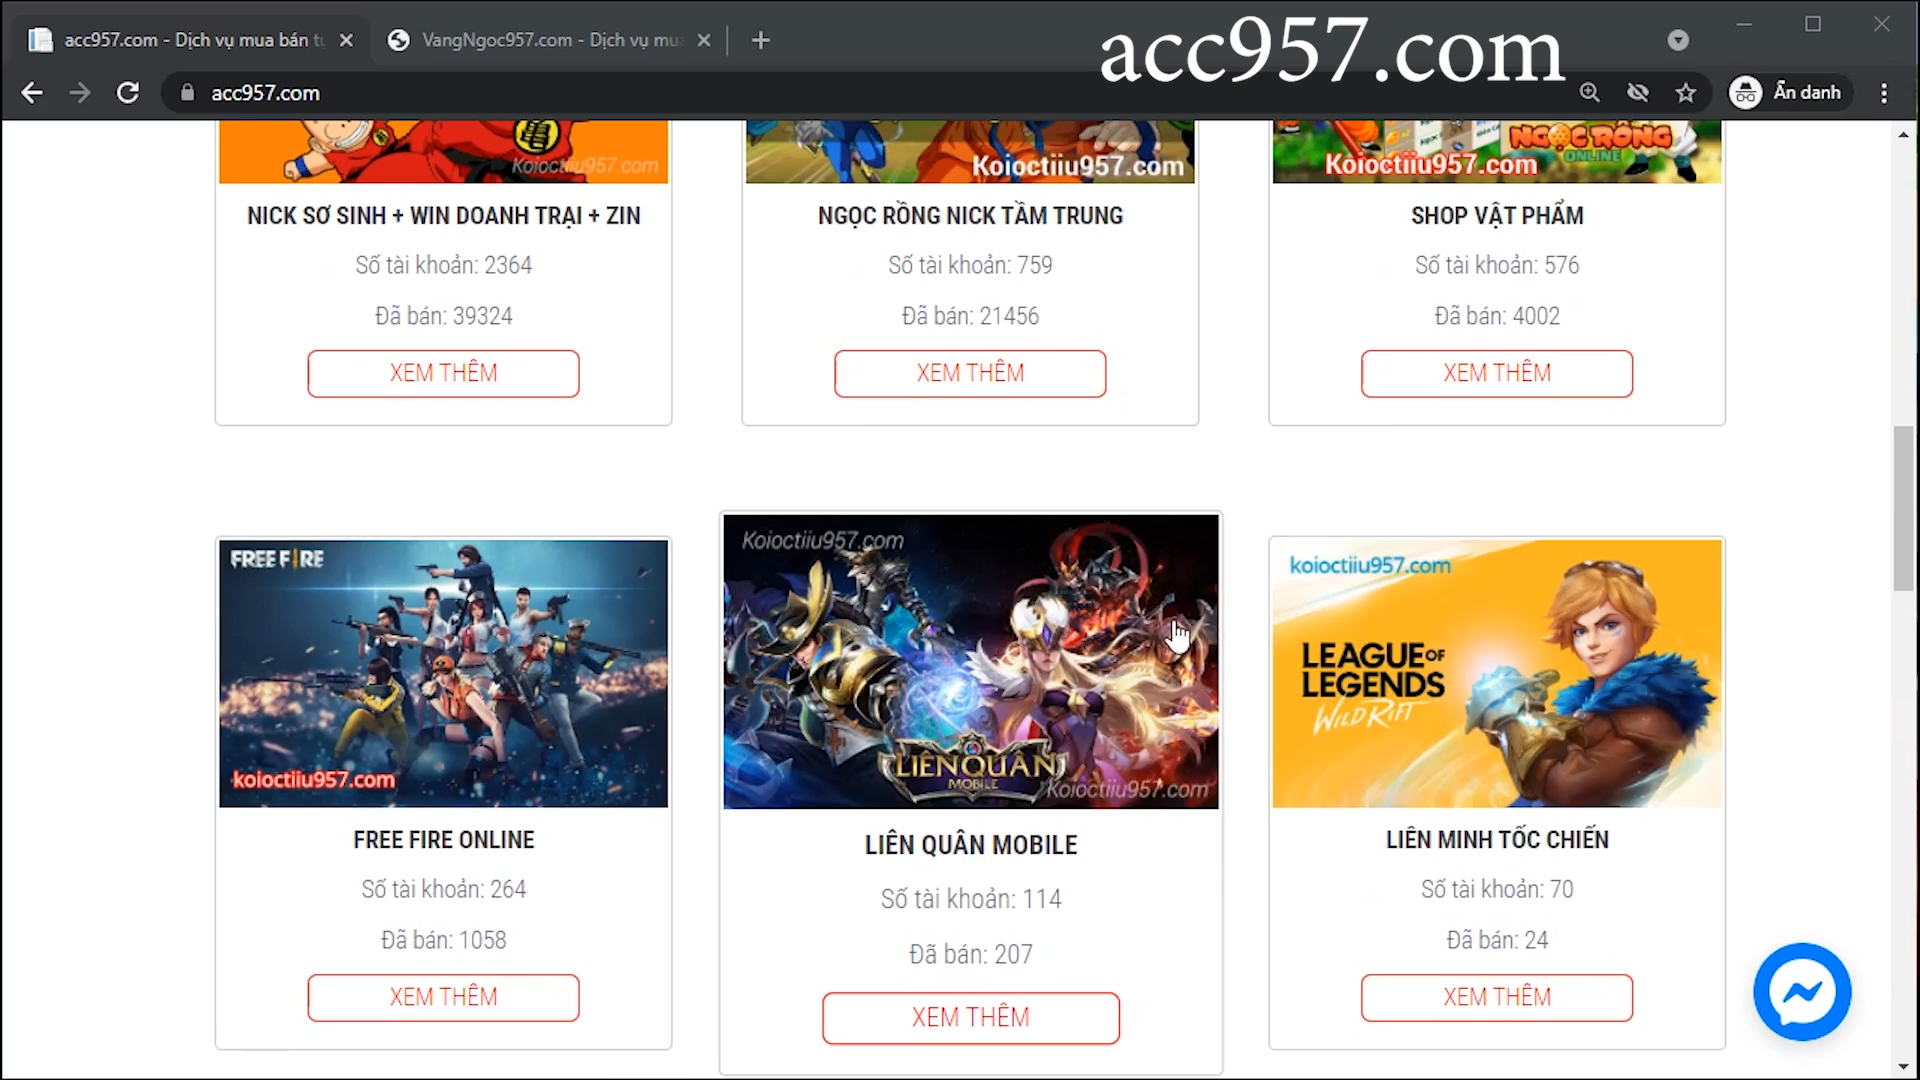 acc957.com - Dịch vụ mua bán tự
VangNgoc957.com - Dịch vụ mua
acc957.com
acc957.com
Ẩn danh
Koioctiiu957.com
Koioctiiu957.com
NGỌC RỒNG
ONLINE
Koioctiiu957.com
NICK SƠ SINH + WIN DOANH TRẠI + ZIN
NGỌC RỒNG NICK TẦM TRUNG
SHOP VẬT PHẨM
Số tài khoản: 2364
Số tài khoản: 759
Số tài khoản: 576
Đã bán: 39324
Đã bán: 21456
Đã bán: 4002
XEM THÊM
XEM THÊM
XEM THÊM
FREE FIRE
koioctiiu957.com
Koioctiiu957.com
LIÊN QUÂN
MOBILE
Koioctiiu957.com
koioctiiu957.com
LEAGUE OF
LEGENDS
WILD RIFT
FREE FIRE ONLINE
LIÊN QUÂN MOBILE
LIÊN MINH TỐC CHIẾN
Số tài khoản: 264
Số tài khoản: 114
Số tài khoản: 70
Đã bán: 1058
Đã bán: 207
Đã bán: 24
XEM THÊM
XEM THÊM
XEM THÊM